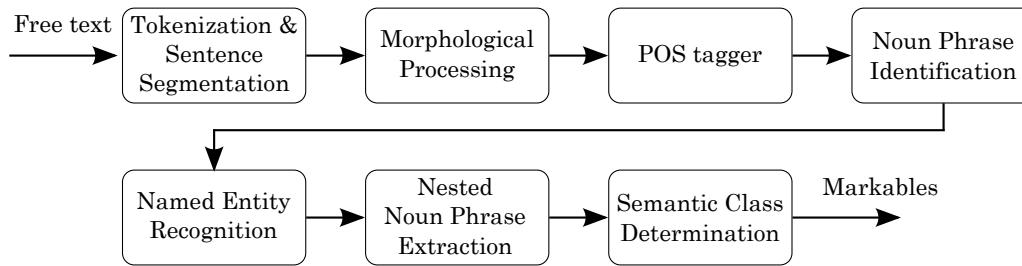 Free text
Tokenization &
Sentence
Segmentation
Morphological
Processing
POS tagger
Noun Phrase
Identification
Named Entity
Recognition
Nested
Noun Phrase
Extraction
Semantic Class
Determination
Markables